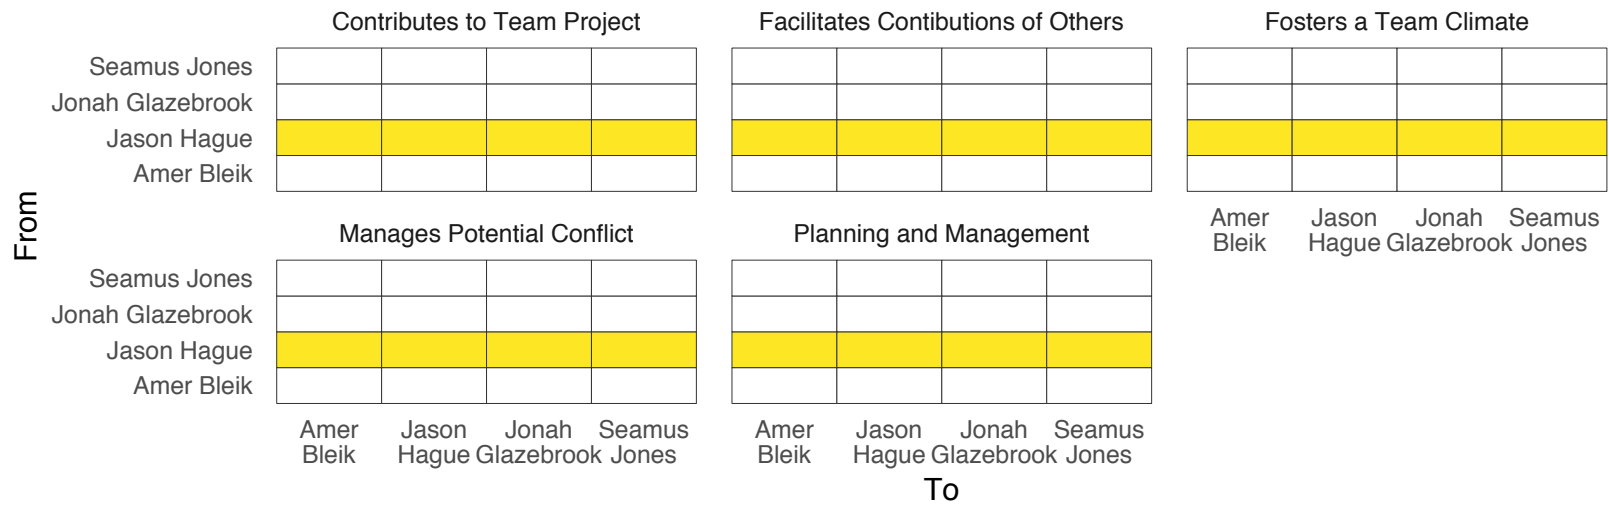 Contributes to Team Project
Facilitates Contibutions of Others
Fosters a Team Climate
Seamus Jones
Jonah Glazebrook
Jason Hague
Amer Bleik
From
Amer
Bleik
Jason
Hague
Jonah
Glazebrook
Seamus
Jones
Manages Potential Conflict
Planning and Management
Seamus Jones
Jonah Glazebrook
Jason Hague
Amer Bleik
Amer
Bleik
Jason
Hague
Jonah
Glazebrook
Seamus
Jones
Amer
Bleik
Jason
Hague
Jonah
Glazebrook
Seamus
Jones
To